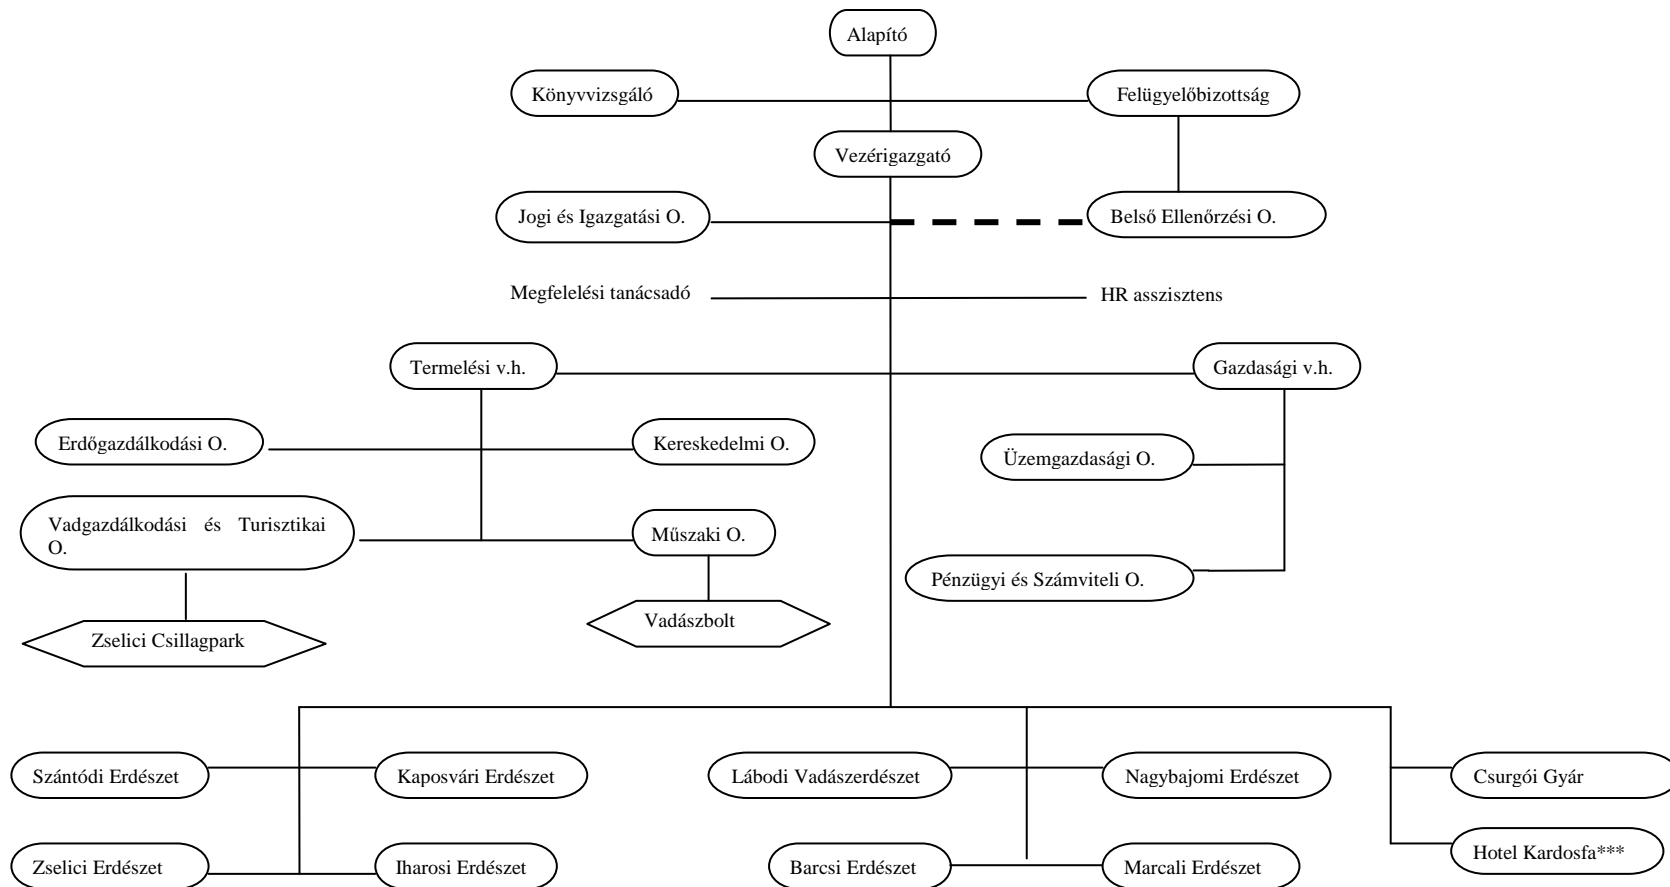 Alapító
Könyvvizsgáló
Felügyelőbizottság
Vezérigazgató
Jogi és Igazgatási O.
Belső Ellenőrzési O.
Megfelelési tanácsadó
HR asszisztens
Termelési v.h.
Gazdasági v.h.
Erdőgazdálkodási O.
Kereskedelmi O.
Üzemgazdasági O.
Vadgazdálkodási és Turisztikai
O.
Műszaki O.
Pénzügyi és Számviteli O.
Zselici Csillagpark
Vadászbolt
Szántódi Erdészet
Kaposvári Erdészet
Lábodi Vadászerdészet
Nagybajomi Erdészet
Csurgói Gyár
Zselici Erdészet
Iharosi Erdészet
Barcsi Erdészet
Marcali Erdészet
Hotel Kardosfa***